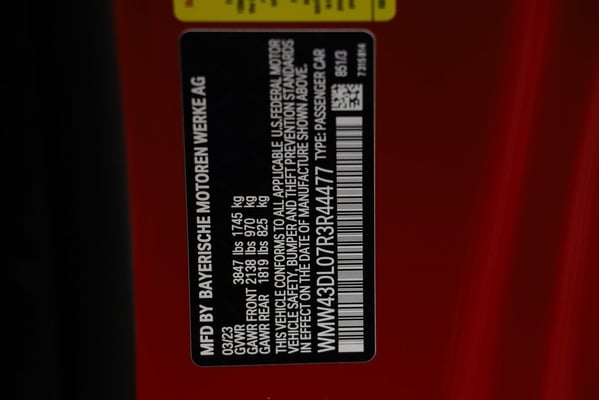 MFD BY BAYERISCHE MOTOREN WERKE AG
03/23
GVWR 3847 lbs 1745 kg
GAWR FRONT 2138 lbs 970 kg
GAWR REAR 1819 lbs 825 kg
THIS VEHICLE CONFORMS TO ALL APPLICABLE U.S.FEDERAL MOTOR
VEHICLE SAFETY, BUMPER AND THEFT PREVENTION STANDARDS
IN EFFECT ON THE DATE OF MANUFACTURE SHOWN ABOVE.
WMW43DL07R3R44477 TYPE: PASSENGER CAR
851/3
7315814